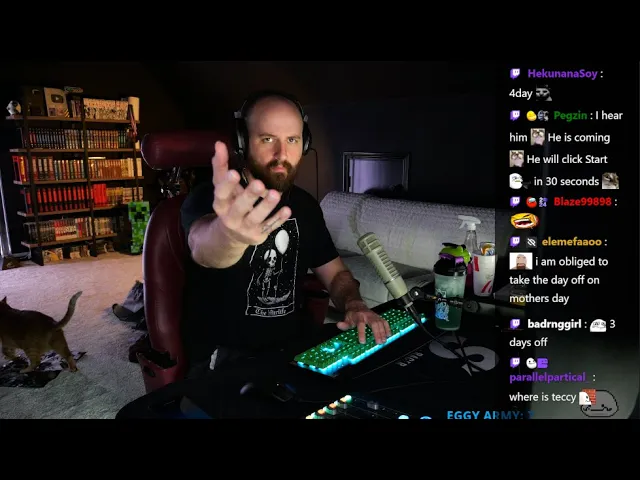 HekunanaSoy :
4day
Pegzin : I hear
him He is coming
He will click Start
in 30 seconds
Blaze99898 :
elemefaaoo :
i am obliged to
take the day off on
mothers day
badrnggirl : 3
days off
parallelparticai :
where is teccy
EGGY ARMY: